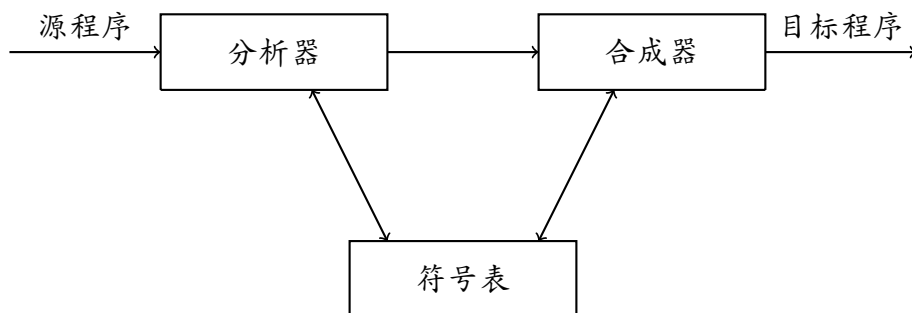 源程序
分析器
合成器
目标程序
符号表